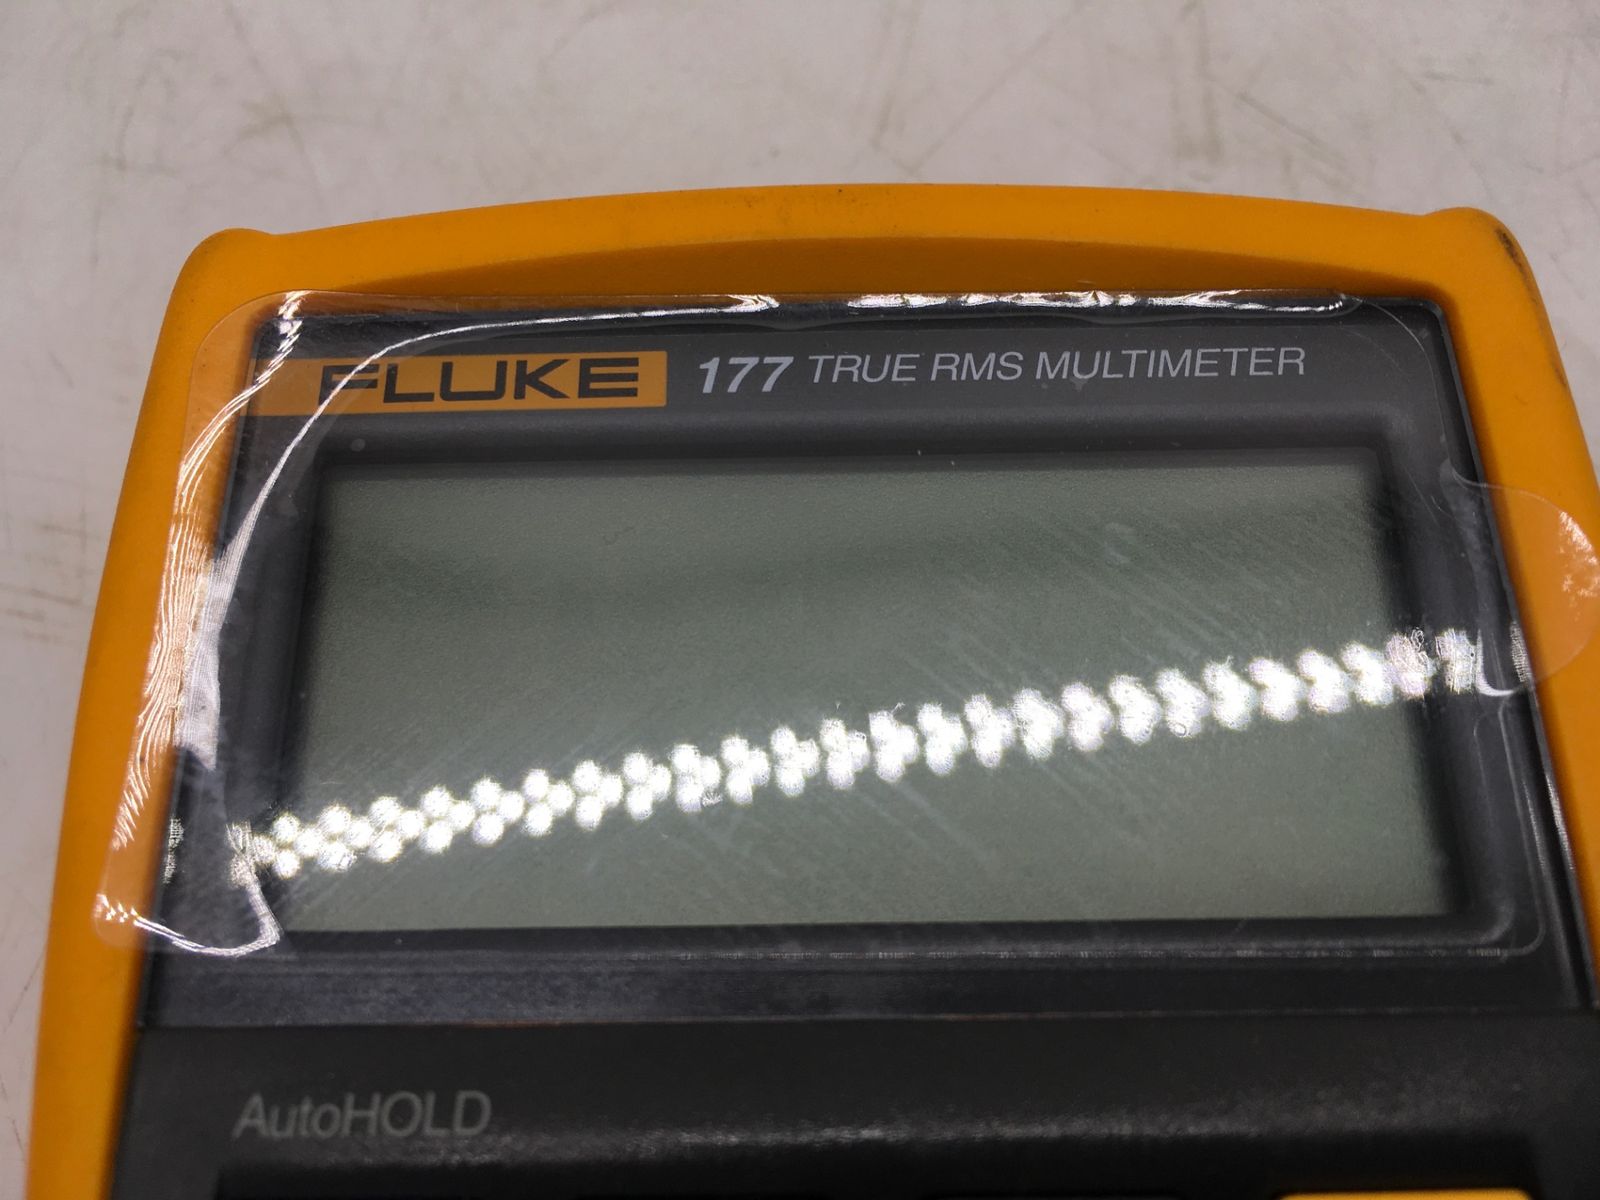 FLUKE 177 TRUE RMS MULTIMETER
AutoHOLD